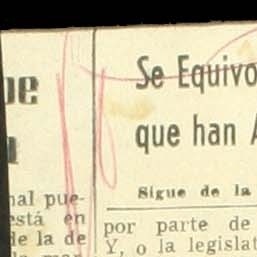 Se Equivo
que han A
Sigue de la
nal pue-
está en
de la de
por parte de
Y, o la legislat